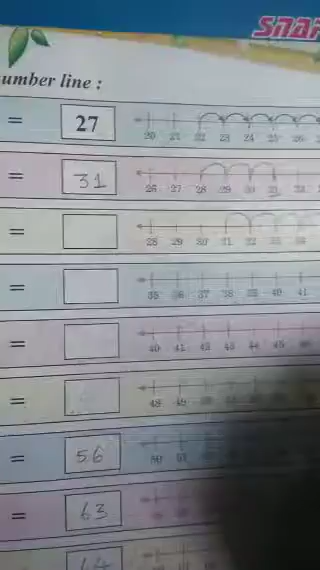 SNAP
umber line :
= 27 20 21 22 23 24 25 26
= 31 26 27 28 29 30 31 32
= 28 29 30 31 32 33 34
= 35 36 37 38 39 40 41
= 40 41 42 43 44 45
= 48 49
= 56 50 51
= 63
64